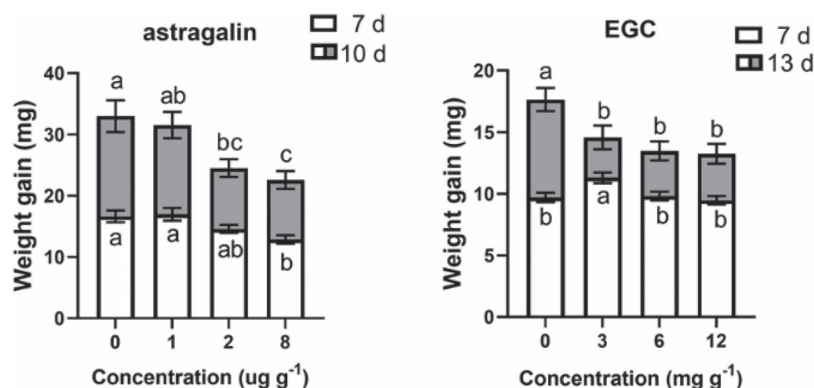 astragalin
7 d
10 d
Weight gain (mg)
40
30
20
10
0
a
ab
bc
c
a
a
ab
b
0 1 2 8
Concentration (ug g-1)
EGC
7 d
13 d
Weight gain (mg)
20
15
10
5
0
a
b
b
b
b
a
b
b
0 3 6 12
Concentration (mg g-1)